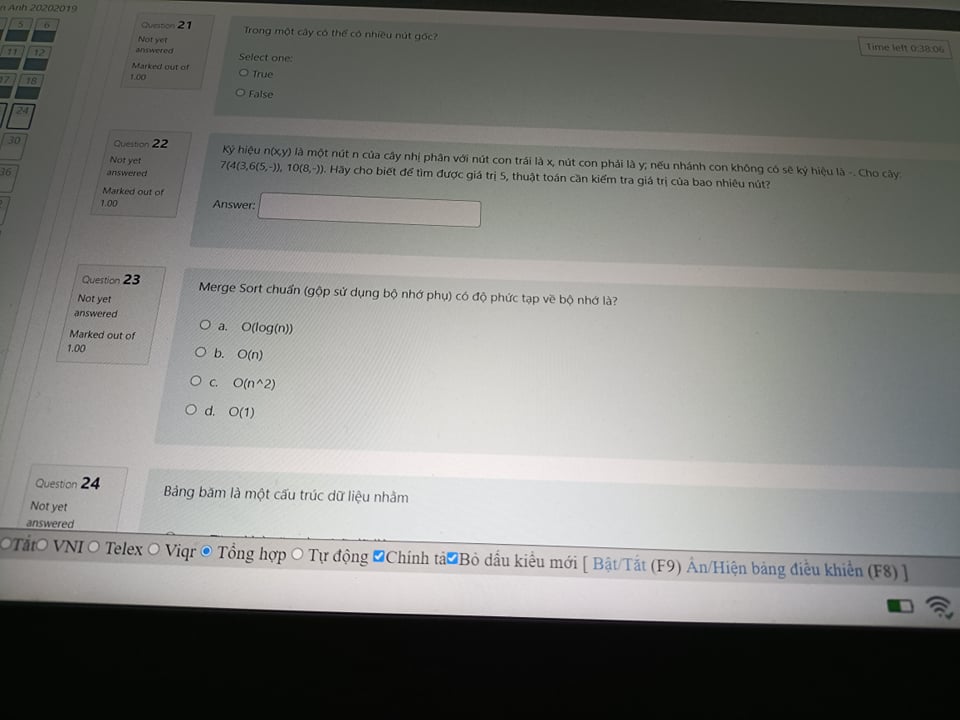 n Anh 20202019
5 6
11 12
17 18
24
30
36
Time left 0:38:06
Question 21
Not yet
answered
Marked out of
1.00
Trong một cây có thể có nhiều nút gốc?
Select one:
True
False
Question 22
Not yet
answered
Marked out of
1.00
Ký hiệu n(x,y) là một nút n của cây nhị phân với nút con trái là x, nút con phải là y; nếu nhánh con không có sẽ ký hiệu là -. Cho cây:
7(4(3,6(5,-)), 10(8,-)). Hãy cho biết để tìm được giá trị 5, thuật toán cần kiểm tra giá trị của bao nhiêu nút?
Answer:
Question 23
Not yet
answered
Marked out of
1.00
Merge Sort chuẩn (gộp sử dụng bộ nhớ phụ) có độ phức tạp về bộ nhớ là?
a. O(log(n))
b. O(n)
c. O(n^2)
d. O(1)
Question 24
Not yet
answered
Bảng băm là một cấu trúc dữ liệu nhằm
Tắt VNI Telex Viqr Tổng hợp Tự động Chính tả Bỏ dấu kiểu mới [ Bật/Tắt (F9) Ẩn/Hiện bảng điều khiển (F8) ]